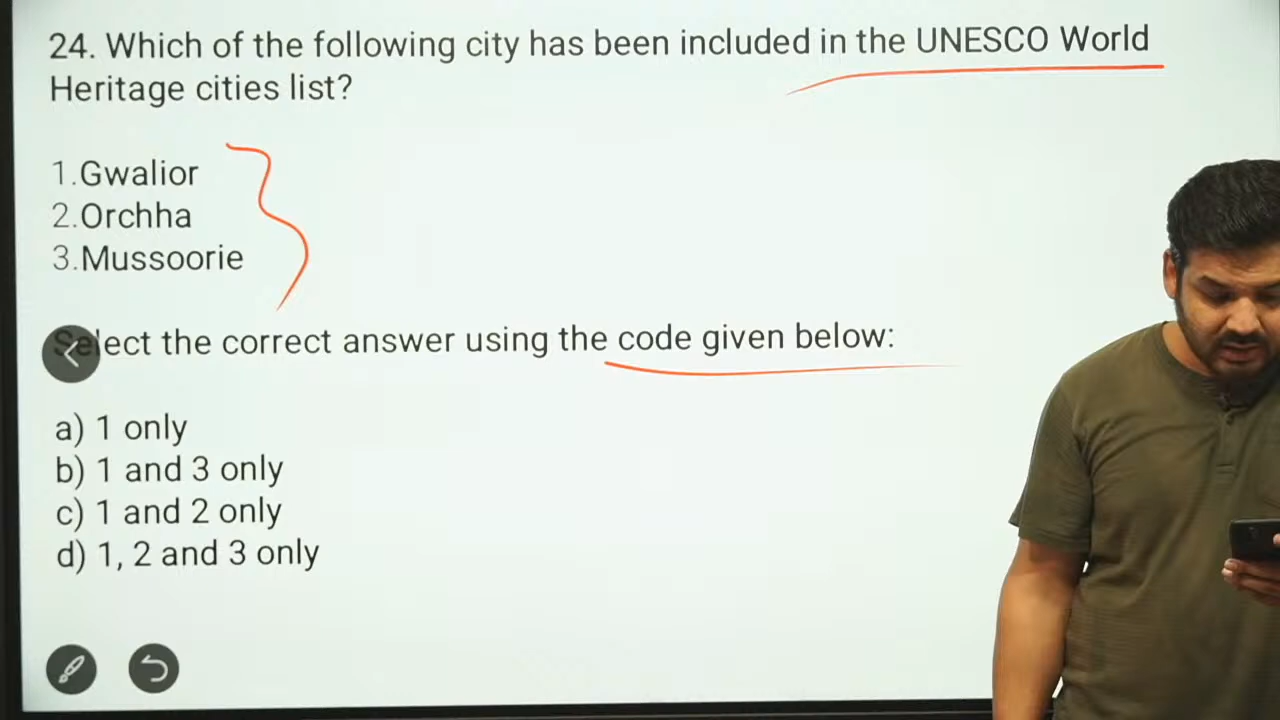 24. Which of the following city has been included in the UNESCO World
Heritage cities list?
1.Gwalior
2.Orchha
3.Mussoorie
Select the correct answer using the code given below:
a) 1 only
b) 1 and 3 only
c) 1 and 2 only
d) 1, 2 and 3 only